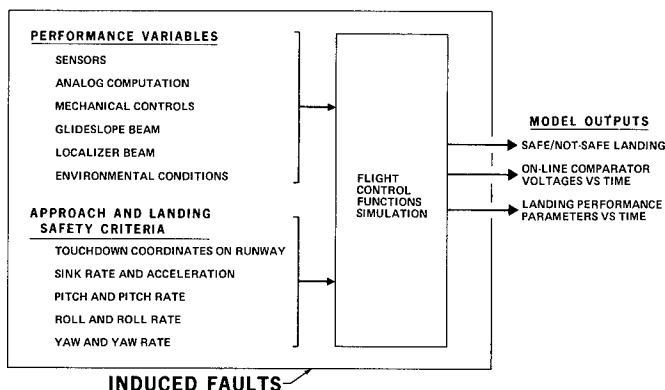 PERFORMANCE VARIABLES
SENSORS
ANALOG COMPUTATION
MECHANICAL CONTROLS
GLIDESLOPE BEAM
LOCALIZER BEAM
ENVIRONMENTAL CONDITIONS
APPROACH AND LANDING
SAFETY CRITERIA
TOUCHDOWN COORDINATES ON RUNWAY
SINK RATE AND ACCELERATION
PITCH AND PITCH RATE
ROLL AND ROLL RATE
YAW AND YAW RATE
FLIGHT
CONTROL
FUNCTIONS
SIMULATION
MODEL OUTPUTS
SAFE/NOT-SAFE LANDING
ON-LINE COMPARATOR
VOLTAGES VS TIME
LANDING PERFORMANCE
PARAMETERS VS TIME
INDUCED FAULTS